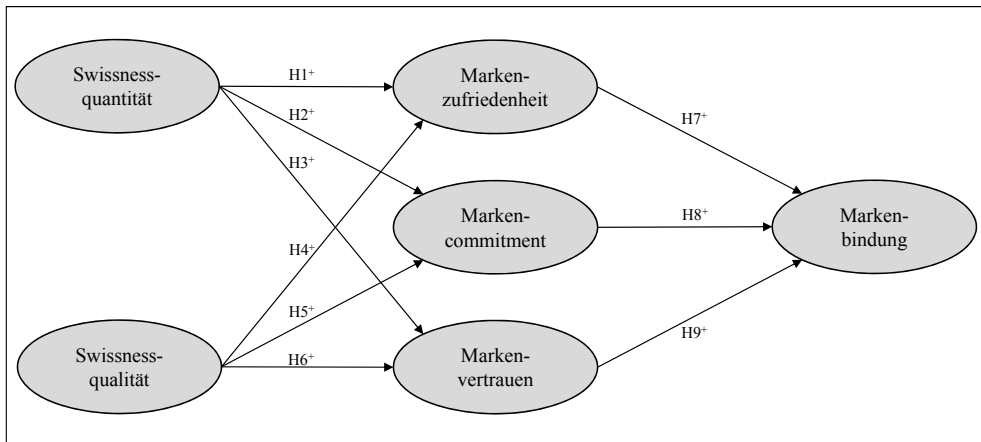 Swissness-
quantität
H1+
H2+
H3+
H4+
H5+
H6+
Swissness-
qualität
Marken-
zufriedenheit
Marken-
commitment
Marken-
vertrauen
H7+
H8+
H9+
Marken-
bindung